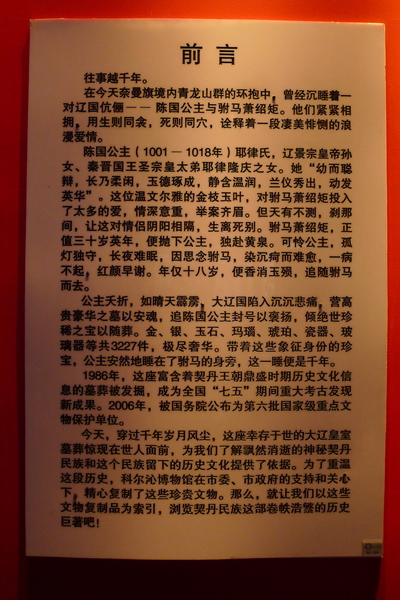 前言
往事越千年。
在今天奈曼旗境内青龙山群的环抱中，曾经沉睡着一
对辽国伉俪——陈国公主与驸马萧绍矩。他们紧紧相
拥，用生则同衾，死则同穴，诠释着一段凄美悱恻的浪
漫爱情。
陈国公主（1001—1018年）耶律氏，辽景宗皇帝孙
女、秦晋国王圣宗皇太弟耶律隆庆之女。她“幼而聪
辩，长乃柔闲，玉德琢成，静含温润，兰仪秀出，动发
英华”。这位温文尔雅的金枝玉叶，对驸马萧绍矩投入
了太多的爱，情深意重，举案齐眉。但天有不测，刹那
间，让这对情侣阴阳相隔，生离死别。驸马萧绍矩，正
值三十岁英年，便抛下公主，独赴黄泉。可怜公主，孤
灯独守，长夜难眠，因思念驸马，染沉疴而难愈，一病
不起，红颜早谢。年仅十八岁，便香消玉殒，追随驸马
而去。
公主夭折，如晴天霹雳，大辽国陷入沉沉悲痛，营高
贵豪华之墓以安魂，追陈国公主封号以褒扬，倾绝世珍
稀之宝以随葬。金、银、玉石、玛瑙、琥珀、瓷器、玻
璃器等共3227件，极尽奢华。带着这些象征身份的珍
宝，公主安然地睡在了驸马的身旁，这一睡便是千年。
1986年，这座富含着契丹王朝鼎盛时期历史文化信
息的墓葬被发掘，成为全国“七五”期间重大考古发现
新成果。2006年，被国务院公布为第六批国家级重点文
物保护单位。
今天，穿过千年岁月风尘，这座幸存于世的大辽皇室
墓葬惊现在世人面前，为我们了解飘然消逝的神秘契丹
民族和这个民族留下的历史文化提供了依据。为了重温
这段历史，科尔沁博物馆在市委、市政府的支持和关心
下，精心复制了这些珍贵文物。那么，就让我们以这些
文物复制品为索引，浏览契丹民族这部卷帙浩繁的历史
巨著吧！